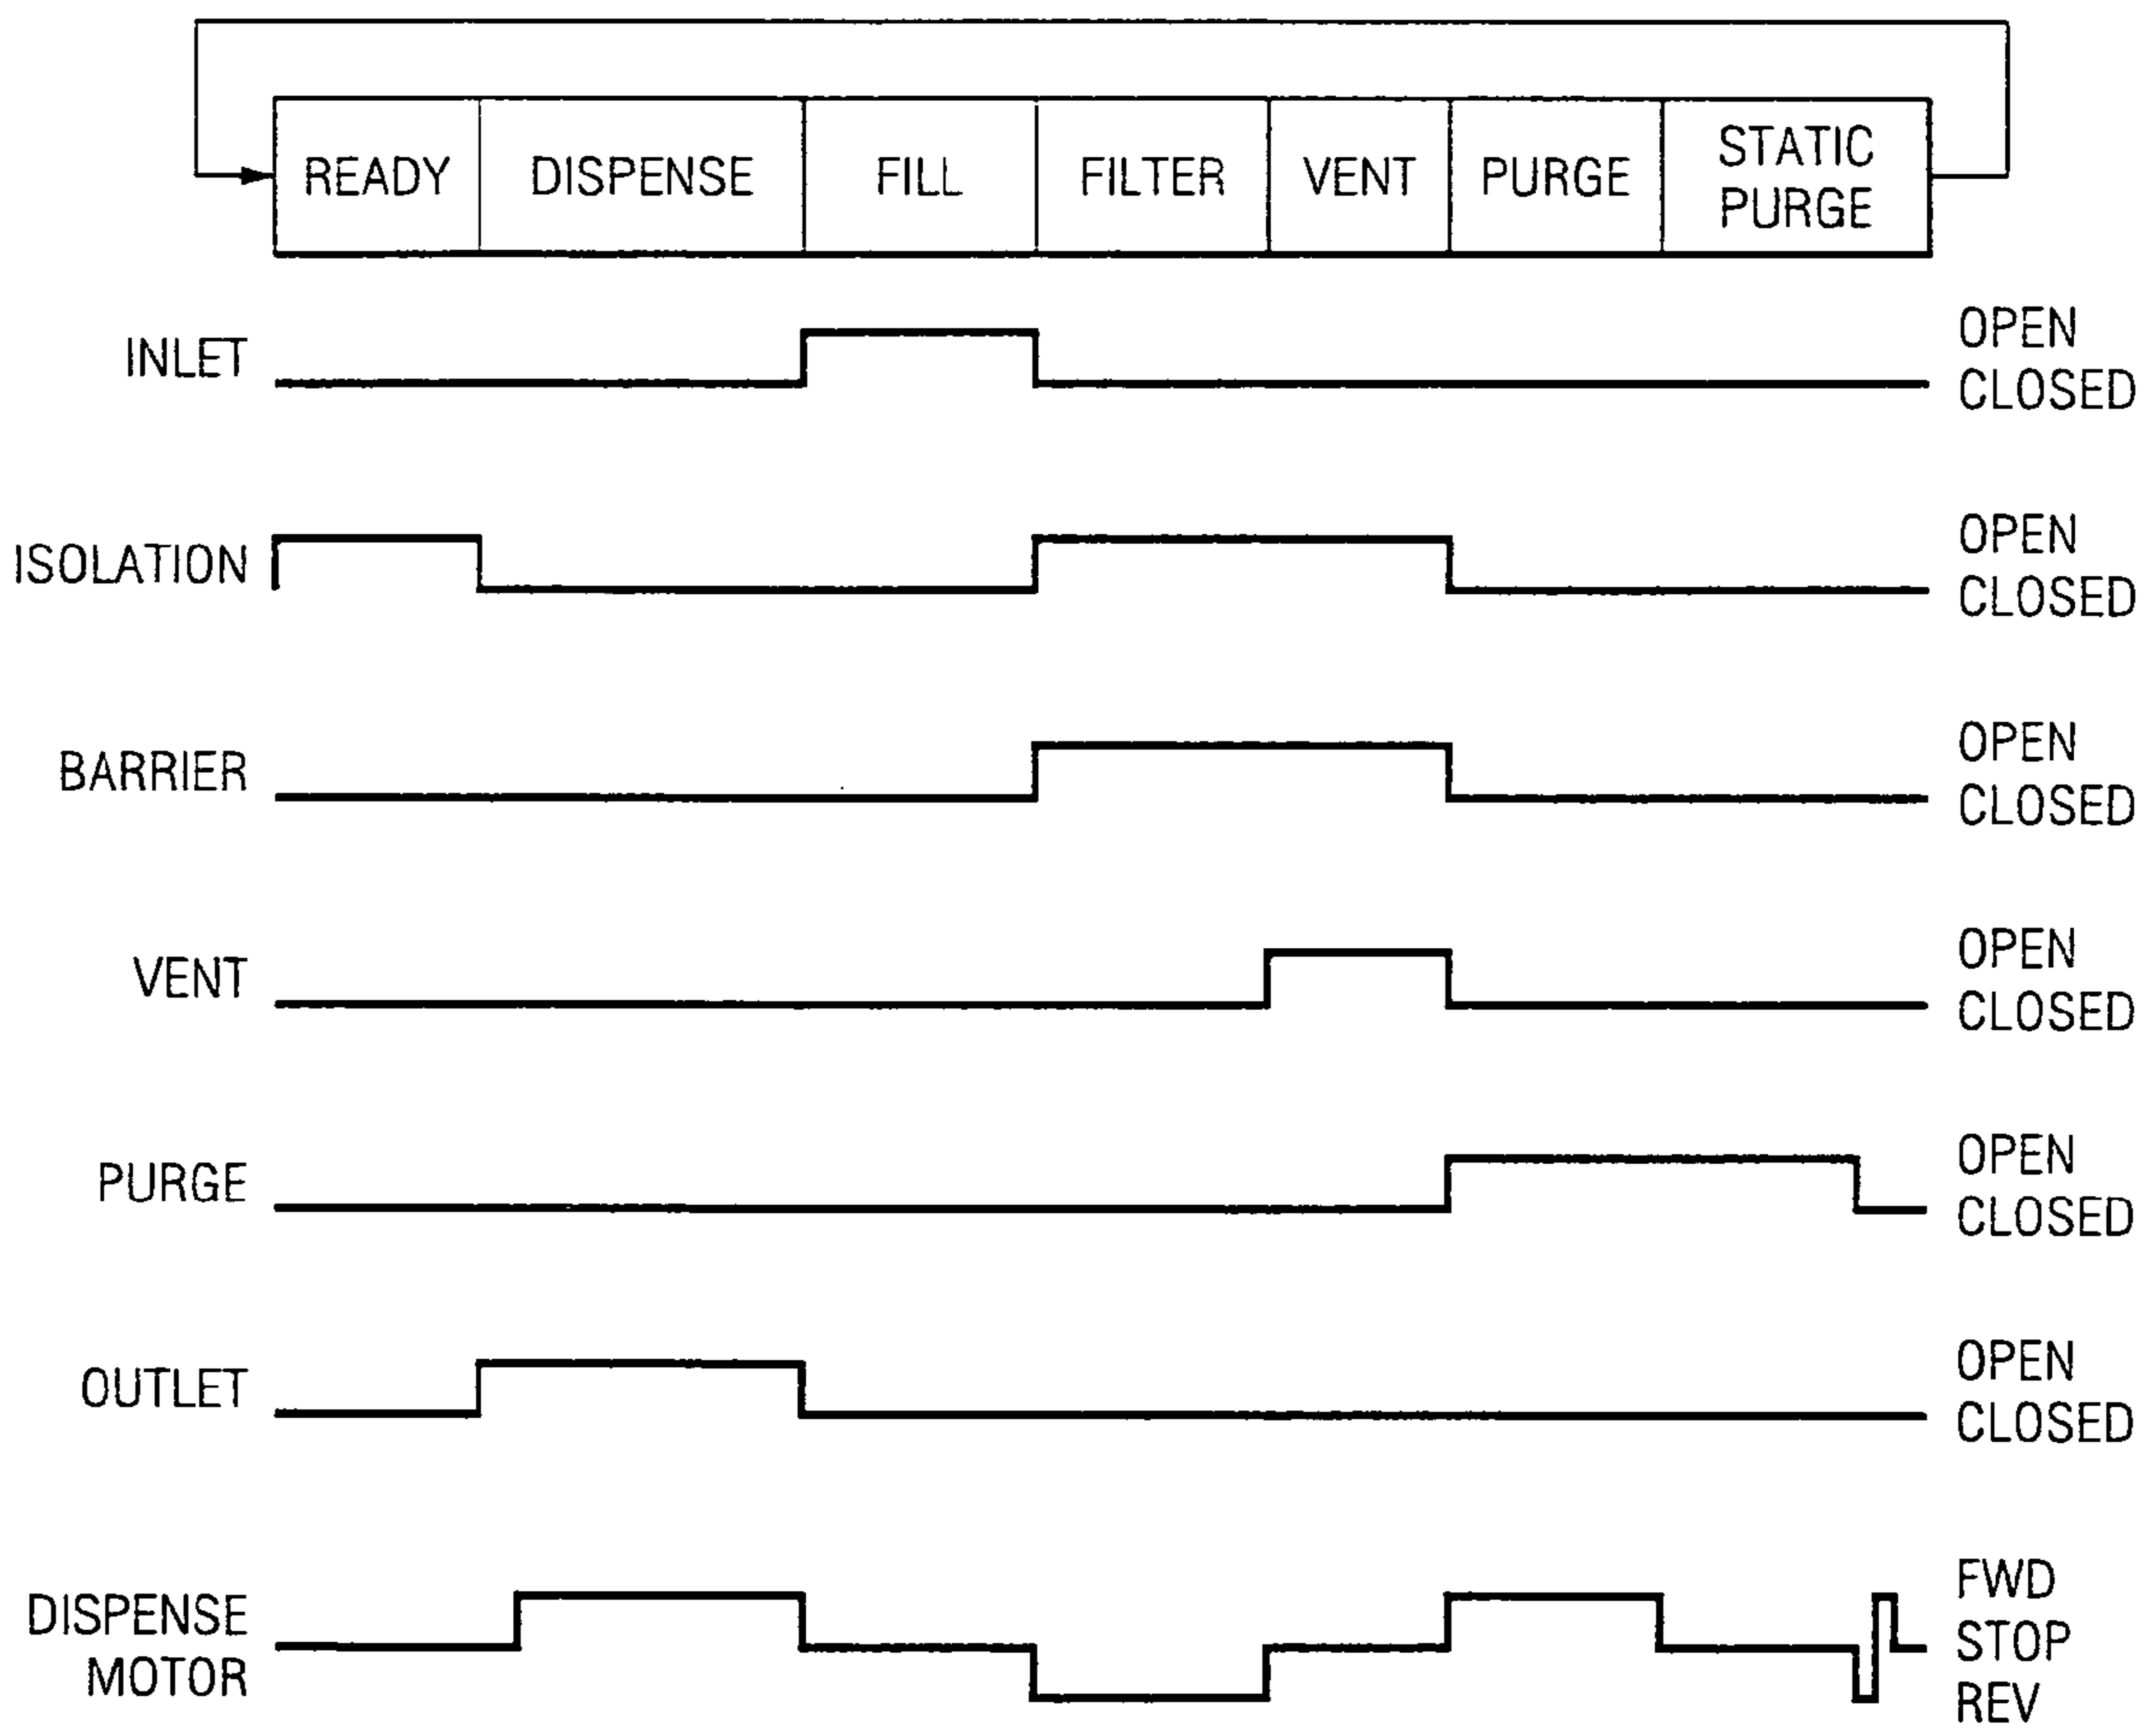 READY DISPENSE FILL FILTER VENT PURGE STATIC
PURGE
INLET OPEN
CLOSED
ISOLATION OPEN
CLOSED
BARRIER OPEN
CLOSED
VENT OPEN
CLOSED
PURGE OPEN
CLOSED
OUTLET OPEN
CLOSED
DISPENSE
MOTOR
FWD
STOP
REV